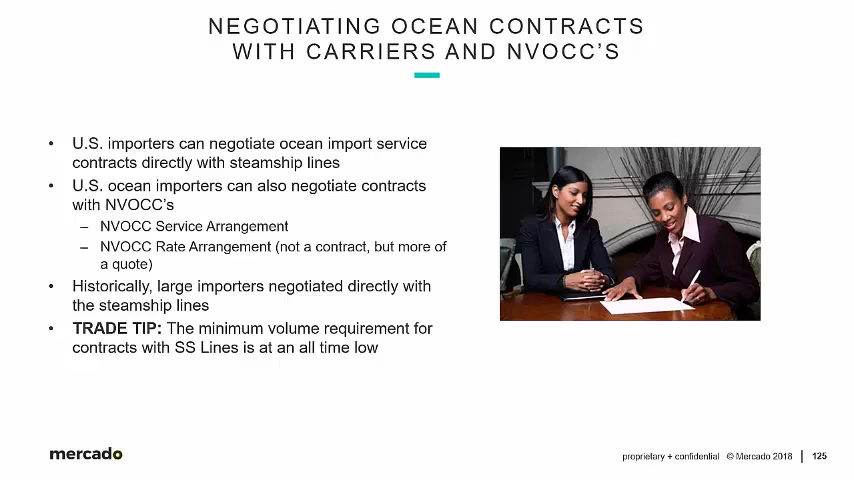 NEGOTIATING OCEAN CONTRACTS
WITH CARRIERS AND NVOCC'S
• U.S. importers can negotiate ocean import service
contracts directly with steamship lines
• U.S. ocean importers can also negotiate contracts
with NVOCC's
– NVOCC Service Arrangement
– NVOCC Rate Arrangement (not a contract, but more of
a quote)
• Historically, large importers negotiated directly with
the steamship lines
• TRADE TIP: The minimum volume requirement for
contracts with SS Lines is at an all time low
mercado
proprietary + confidential © Mercado 2018 | 125